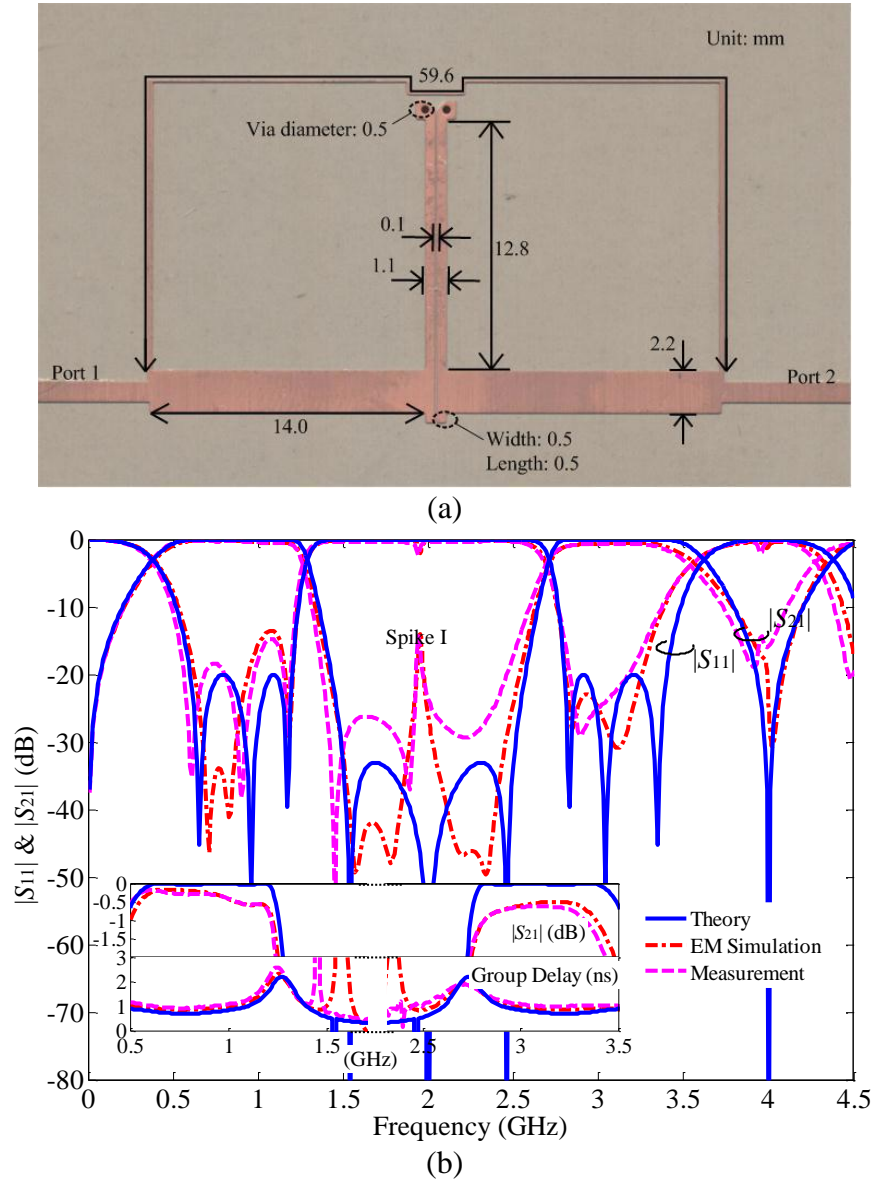 Unit: mm
59.6
Via diameter: 0.5
0.1
12.8
1.1
2.2
Port 1
Port 2
14.0
Width: 0.5
Length: 0.5
(a)
0
-10
-20
-30
-40
-50
-60
-70
-80
|S11| & |S21| (dB)
Spike I
|S21|
|S11|
0
-0.5
-1
-1.5
|S21| (dB)
3
2
1
0
Group Delay (ns)
0.5
1
1.5
2.5
3
3.5
(GHz)
Theory
EM Simulation
Measurement
0
0.5
1
1.5
2
2.5
3
3.5
4
4.5
Frequency (GHz)
(b)